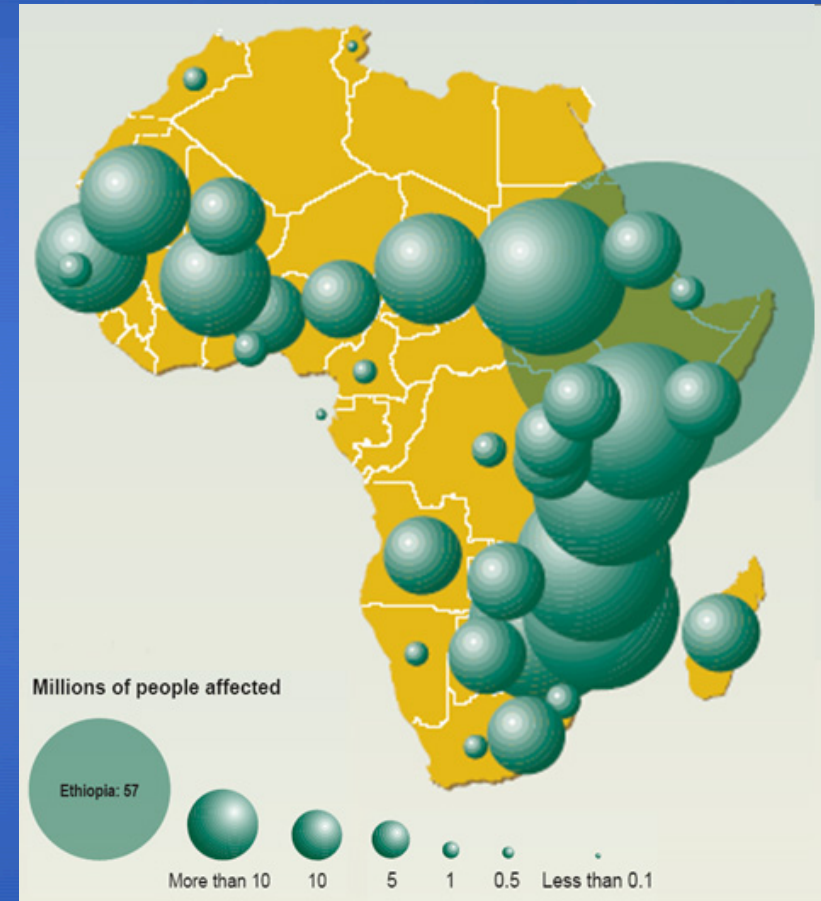 Millions of people affected
Ethiopia: 57
More than 10 10 5 1 0.5 Less than 0.1